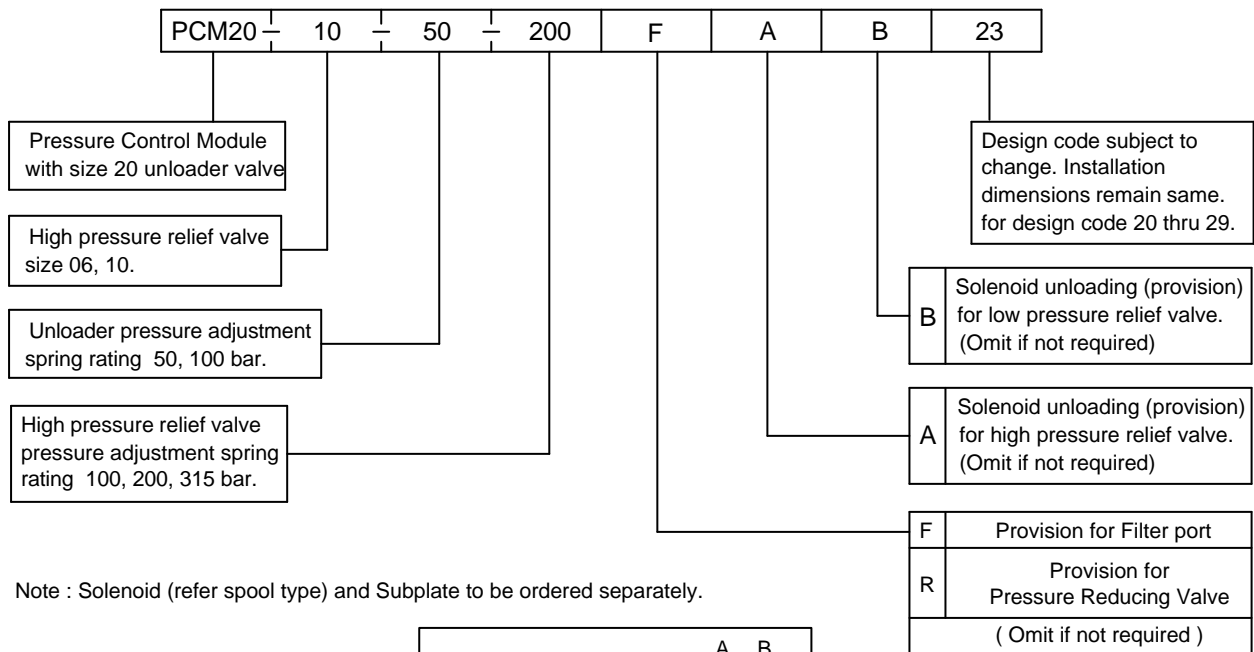 PCM20 – 10 – 50 – 200 F A B 23
Pressure Control Module
with size 20 unloader valve
High pressure relief valve
size 06, 10.
Unloader pressure adjustment
spring rating 50, 100 bar.
High pressure relief valve
pressure adjustment spring
rating 100, 200, 315 bar.
Design code subject to
change. Installation
dimensions remain same.
for design code 20 thru 29.
B
Solenoid unloading (provision)
for low pressure relief valve.
(Omit if not required)
A
Solenoid unloading (provision)
for high pressure relief valve.
(Omit if not required)
F Provision for Filter port
R
Provision for
Pressure Reducing Valve
( Omit if not required )
Note : Solenoid (refer spool type) and Subplate to be ordered separately.
A B